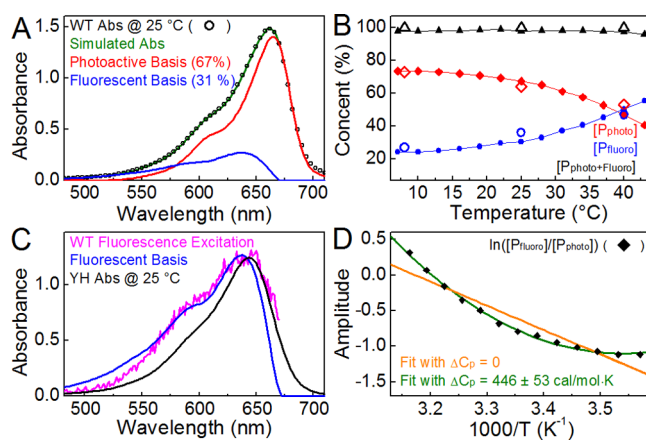 A
WT Abs @ 25 °C ( o )
Simulated Abs
Photoactive Basis (67%)
Fluorescent Basis (31 %)
Absorbance
1.5
1.0
0.5
0.0
500 550 600 650 700
Wavelength (nm)
B
Concent (%)
100
80
60
40
20
[Pphoto]
[Pfluoro]
[Pphoto+Fluoro]
10 20 30 40
Temperature (°C)
C
WT Fluorescence Excitation
Fluorescent Basis
YH Abs @ 25 °C
Absorbance
1.0
0.5
0.0
500 550 600 650 700
Wavelength (nm)
D
ln([Pfluoro]/[Pphoto]) ( ◆ )
Amplitude
0.5
0.0
-0.5
-1.0
-1.5
Fit with ΔCp = 0
Fit with ΔCp = 446 ± 53 cal/mol·K
3.2 3.3 3.4 3.5
1000/T (K⁻¹)